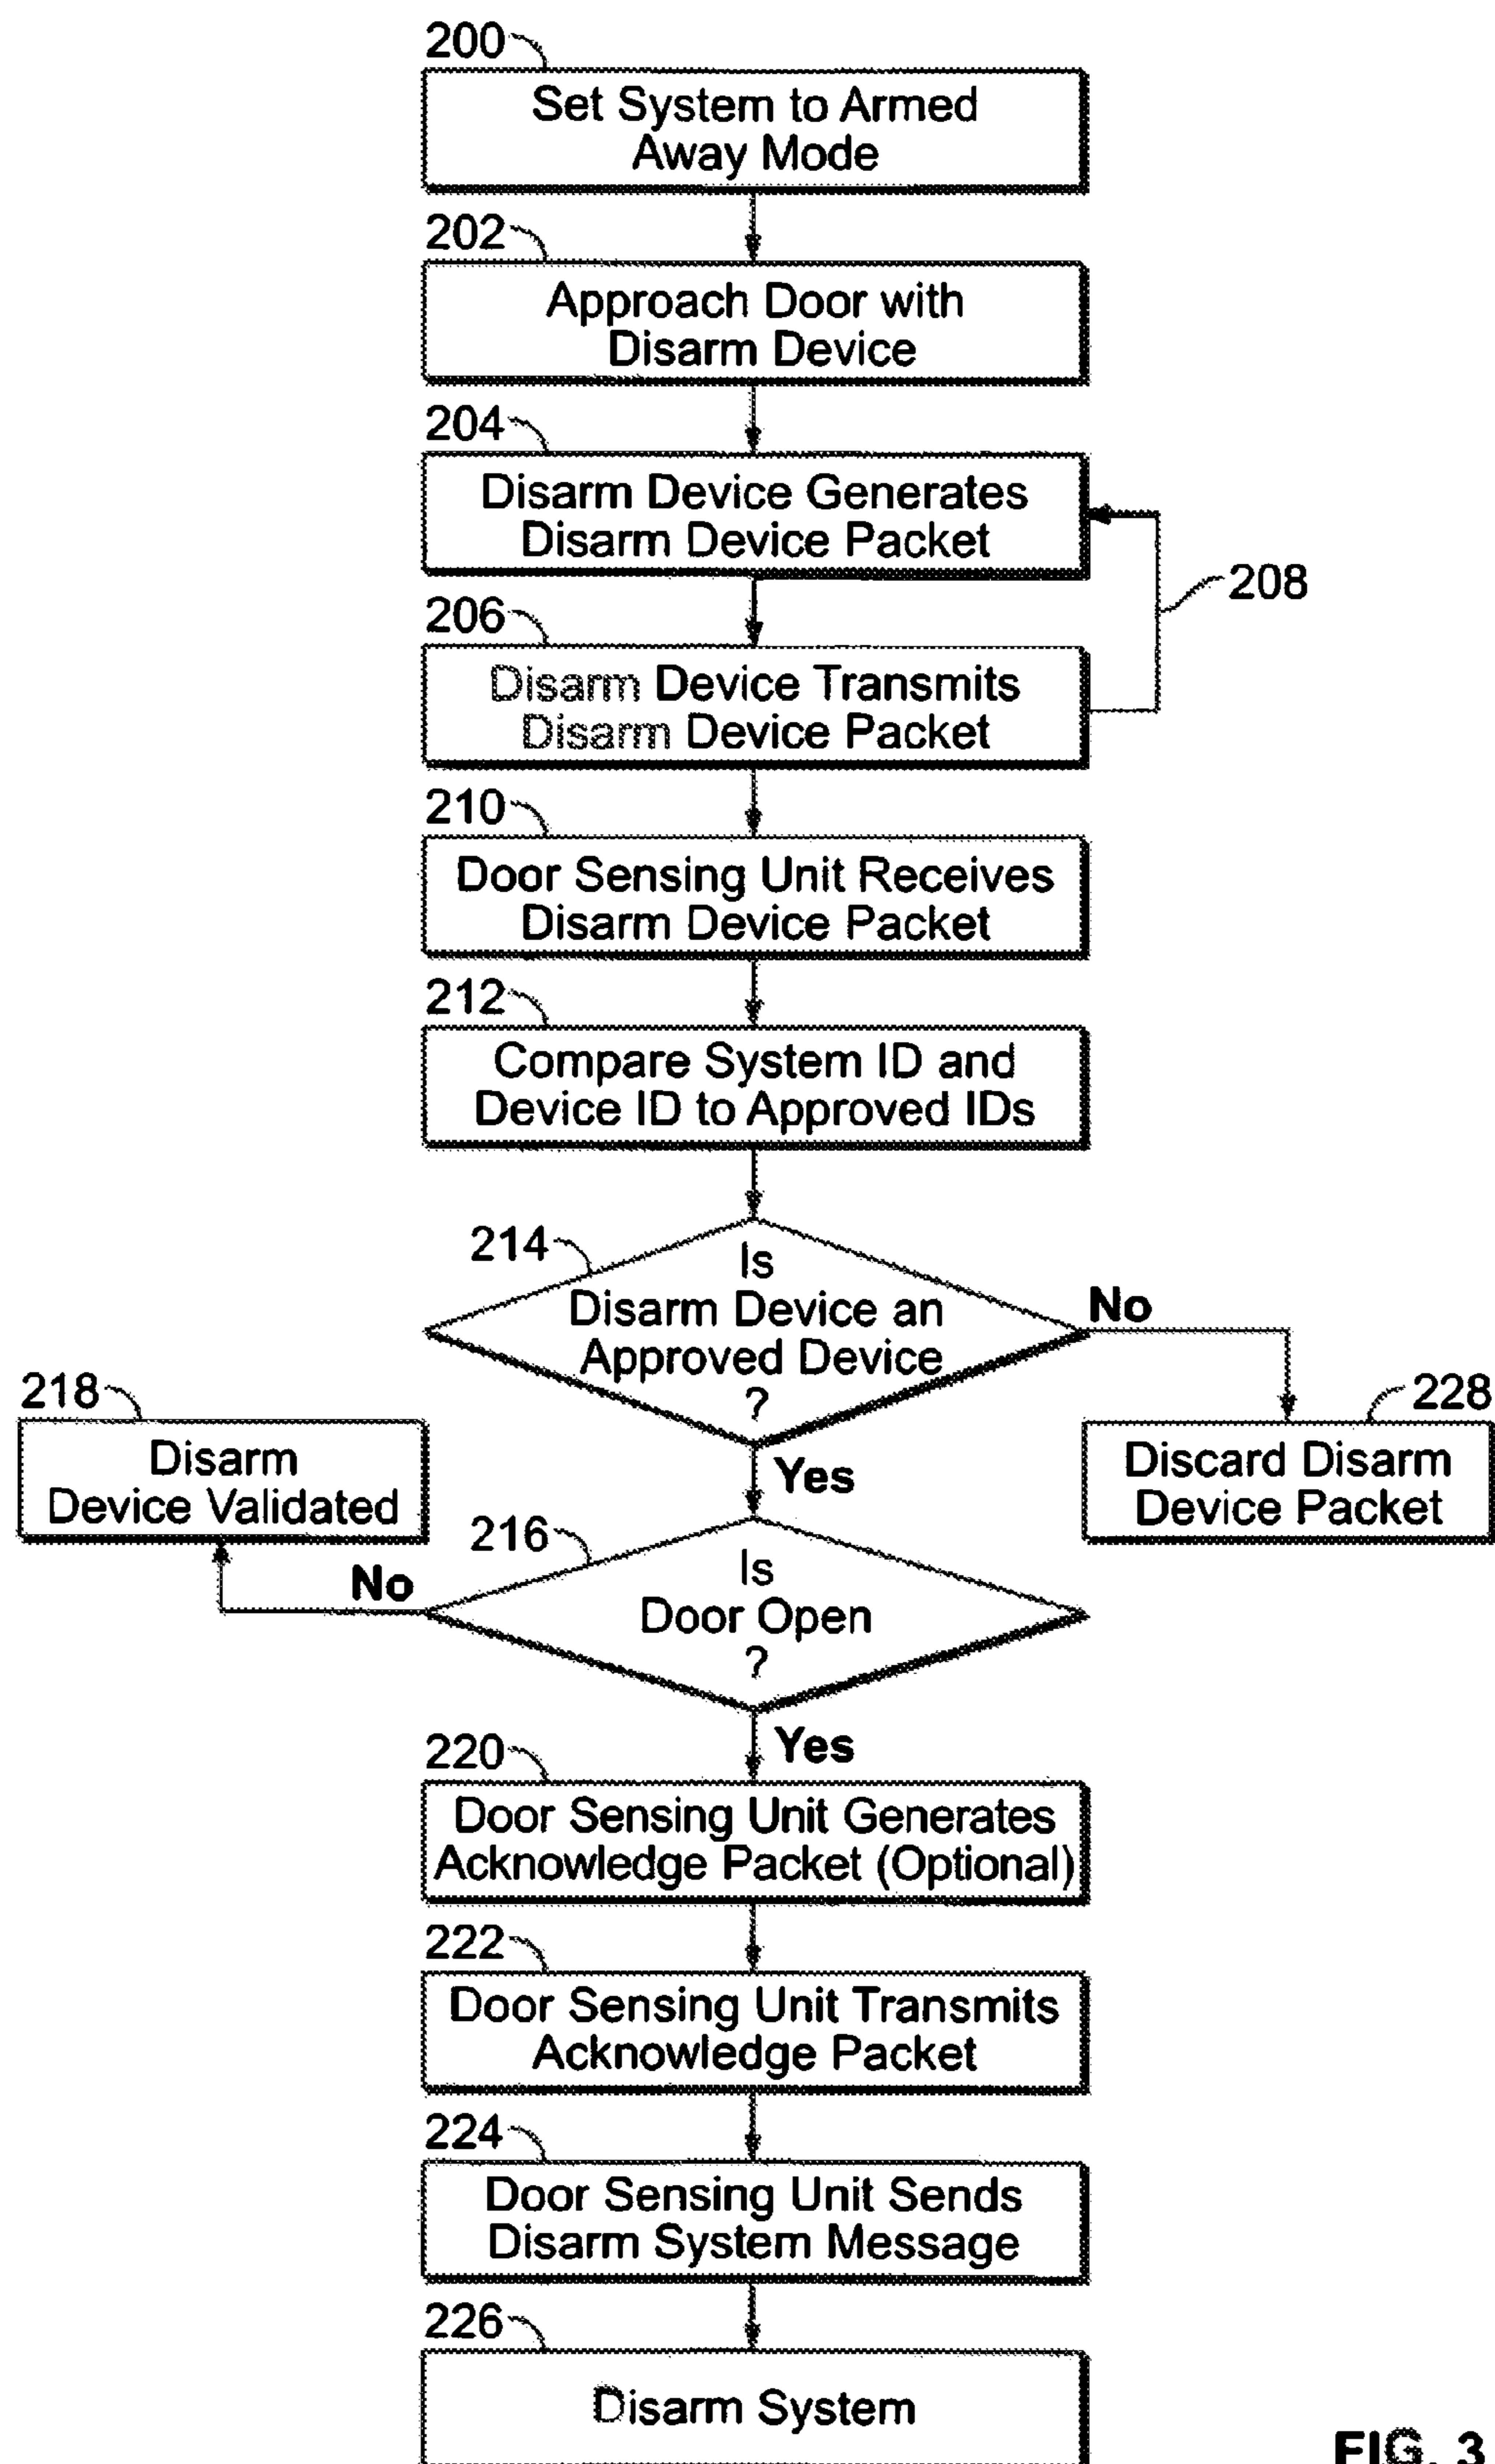 200
Set System to Armed
Away Mode
202
Approach Door with
Disarm Device
204
Disarm Device Generates
Disarm Device Packet
208
206
Disarm Device Transmits
Disarm Device Packet
210
Door Sensing Unit Receives
Disarm Device Packet
212
Compare System ID and
Device ID to Approved IDs
214
Is
Disarm Device an
Approved Device
?
No
Yes
218
Disarm
Device Validated
228
Discard Disarm
Device Packet
216
Is
Door Open
?
No
Yes
220
Door Sensing Unit Generates
Acknowledge Packet (Optional)
222
Door Sensing Unit Transmits
Acknowledge Packet
224
Door Sensing Unit Sends
Disarm System Message
226
Disarm System
FIG. 3